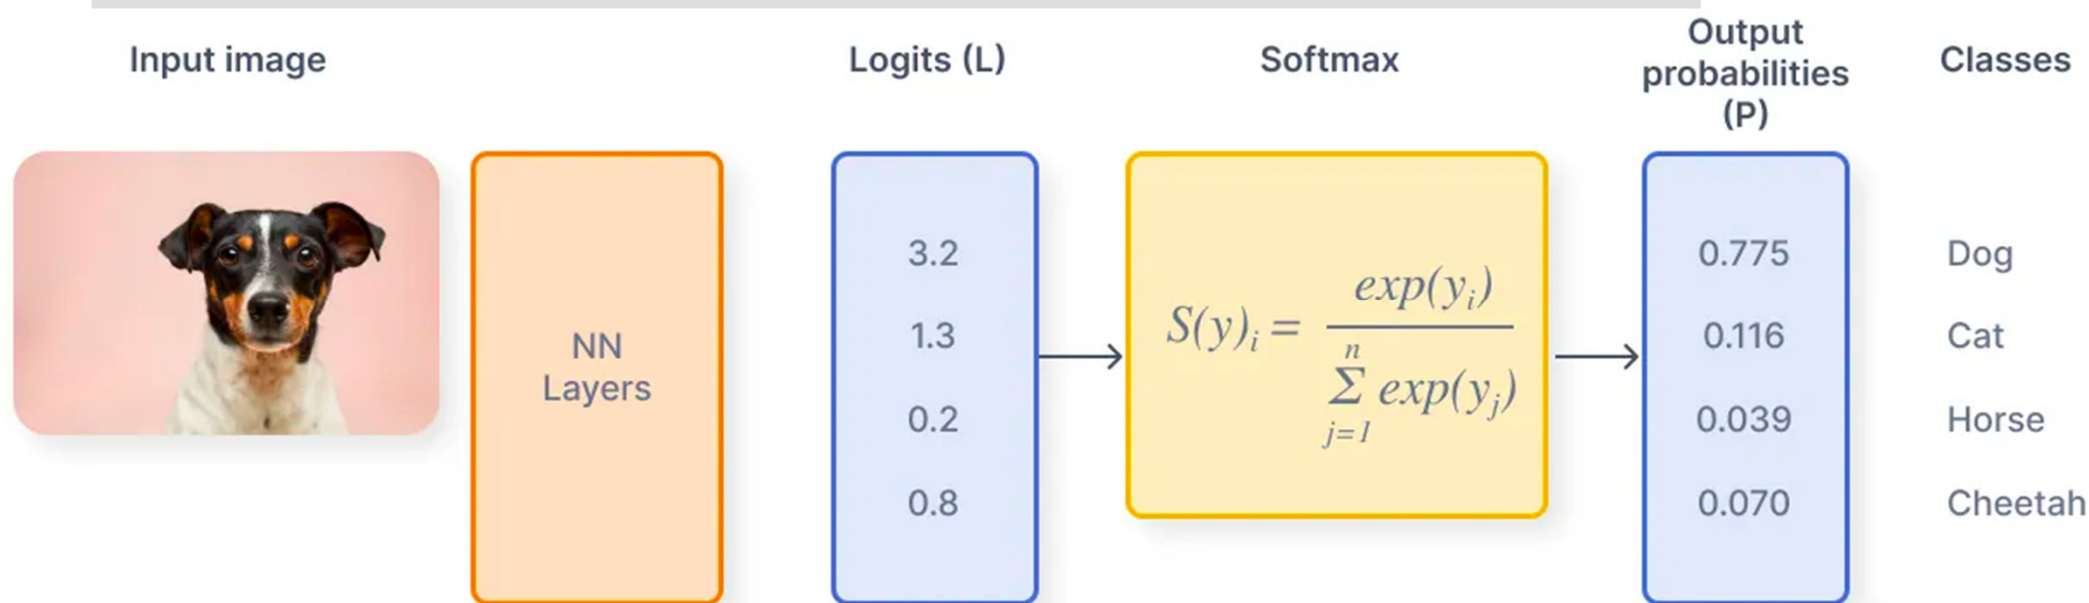 Input image
Logits (L)
Softmax
Output
probabilities
(P)
Classes
NN
Layers
3.2
1.3
0.2
0.8
S(y)i = exp(yi)
n
Σ exp(yj)
j=1
0.775
0.116
0.039
0.070
Dog
Cat
Horse
Cheetah